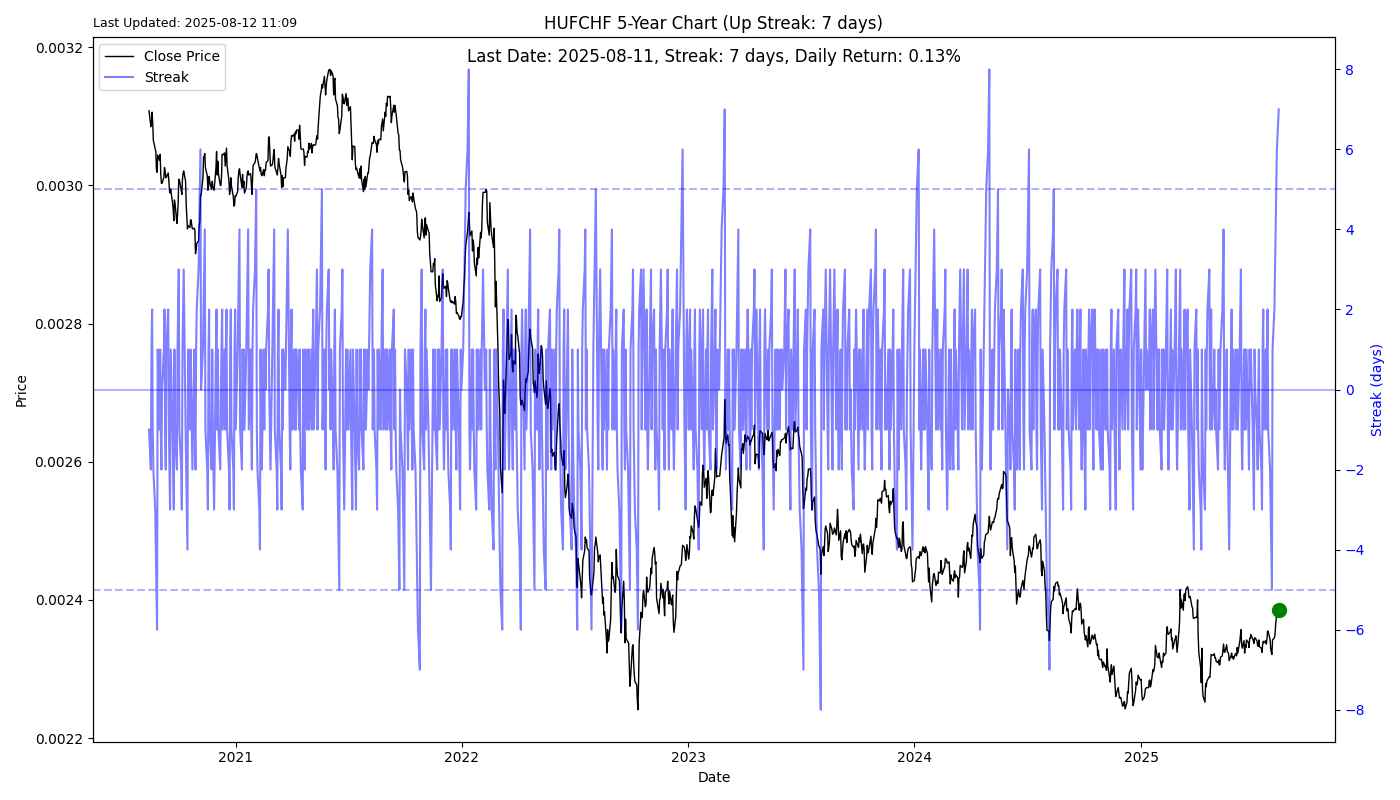 Last Updated: 2025-08-12 11:09
HUFCHF 5-Year Chart (Up Streak: 7 days)
Last Date: 2025-08-11, Streak: 7 days, Daily Return: 0.13%
Close Price
Streak
0.0032
0.0030
0.0028
0.0026
0.0024
0.0022
Price
8
6
4
2
0
−2
−4
−6
−8
Streak (days)
2021
2022
2023
2024
2025
Date